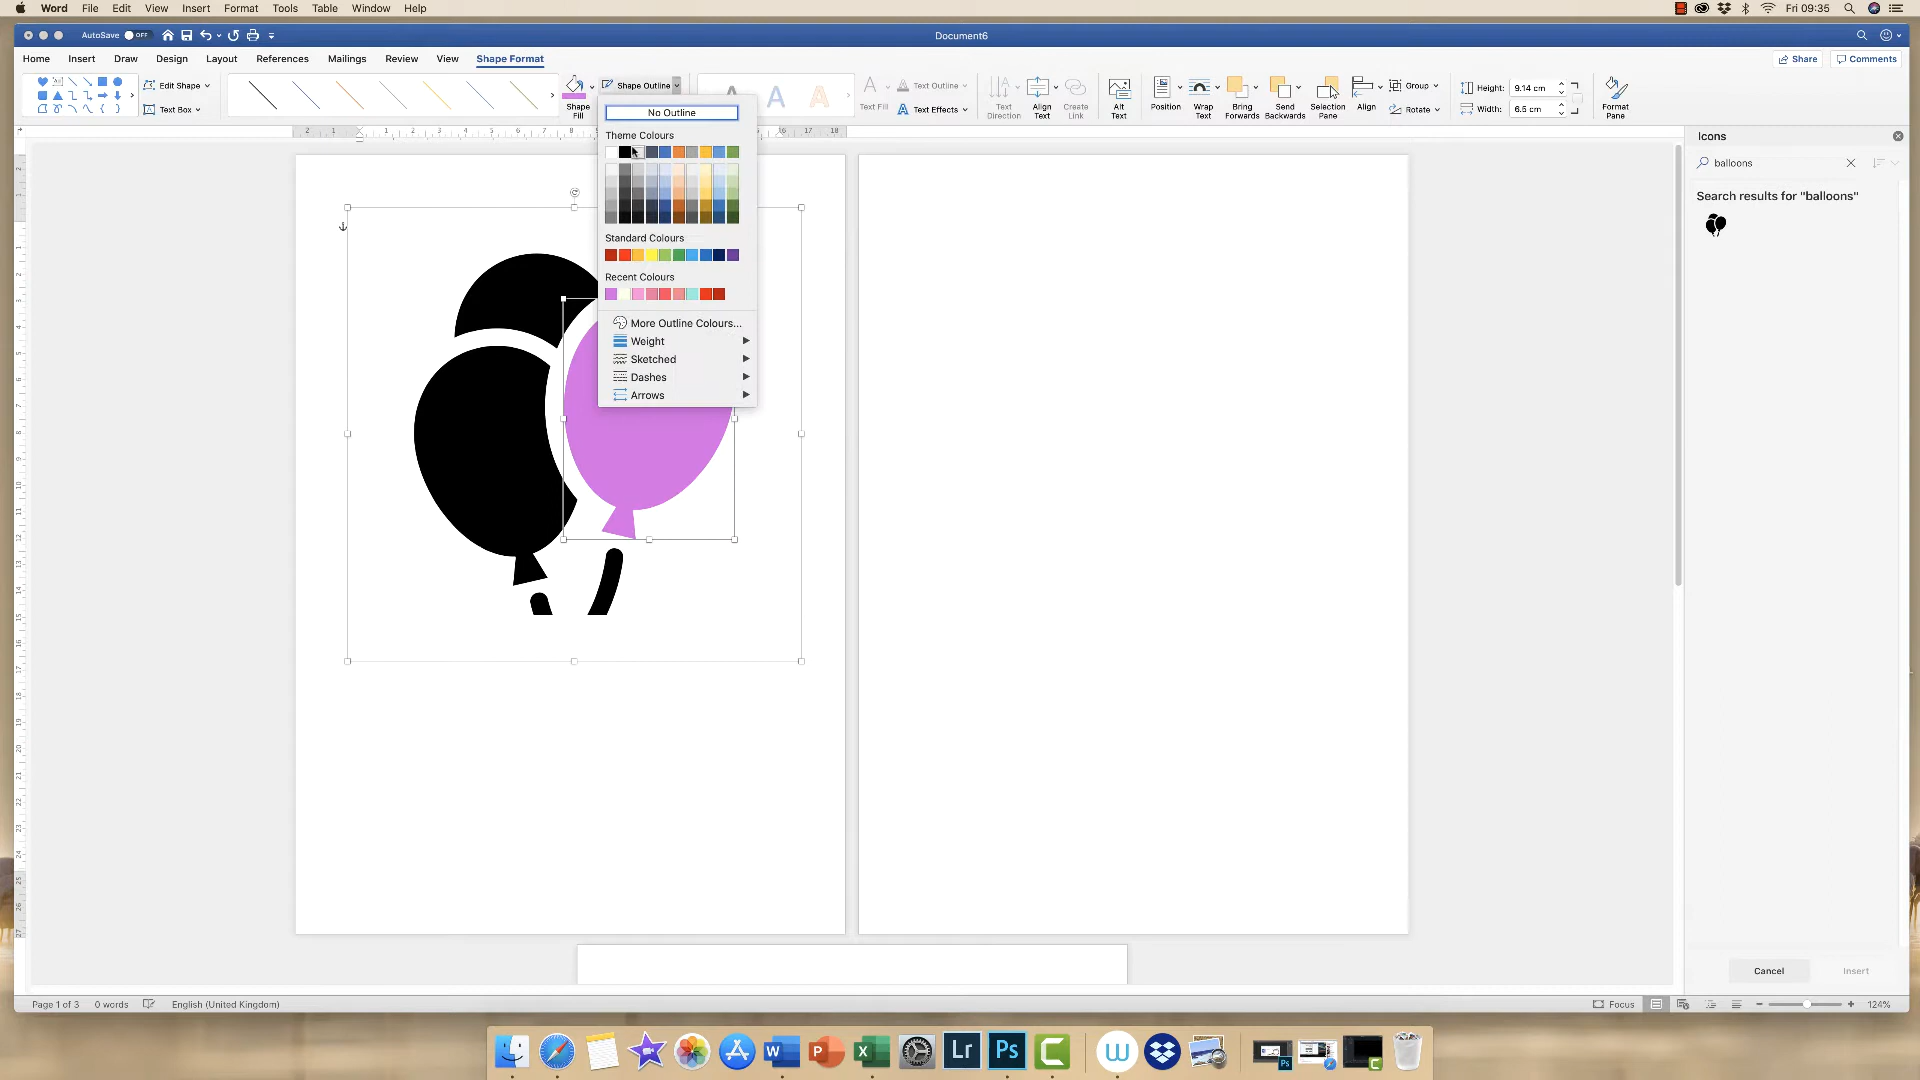 Word File Edit View Insert Format Tools Table Window Help
Fri 09:35
AutoSave OFF
Document6
Home Insert Draw Design Layout References Mailings Review View Shape Format
Share Comments
Edit Shape
Text Box
Shape Fill
Shape Outline
Text Fill
Text Outline
Text Effects
Text Direction
Align Text
Create Link
Alt Text
Position
Wrap Text
Bring Forwards
Send Backwards
Selection Pane
Align
Group
Rotate
Height: 9.14 cm
Width: 6.5 cm
Format Pane
No Outline
Theme Colours
Standard Colours
Recent Colours
More Outline Colours...
Weight
Sketched
Dashes
Arrows
Icons
balloons
Search results for "balloons"
Cancel Insert
Page 1 of 3 0 words English (United Kingdom)
Focus
124%
W P X Lr Ps C W